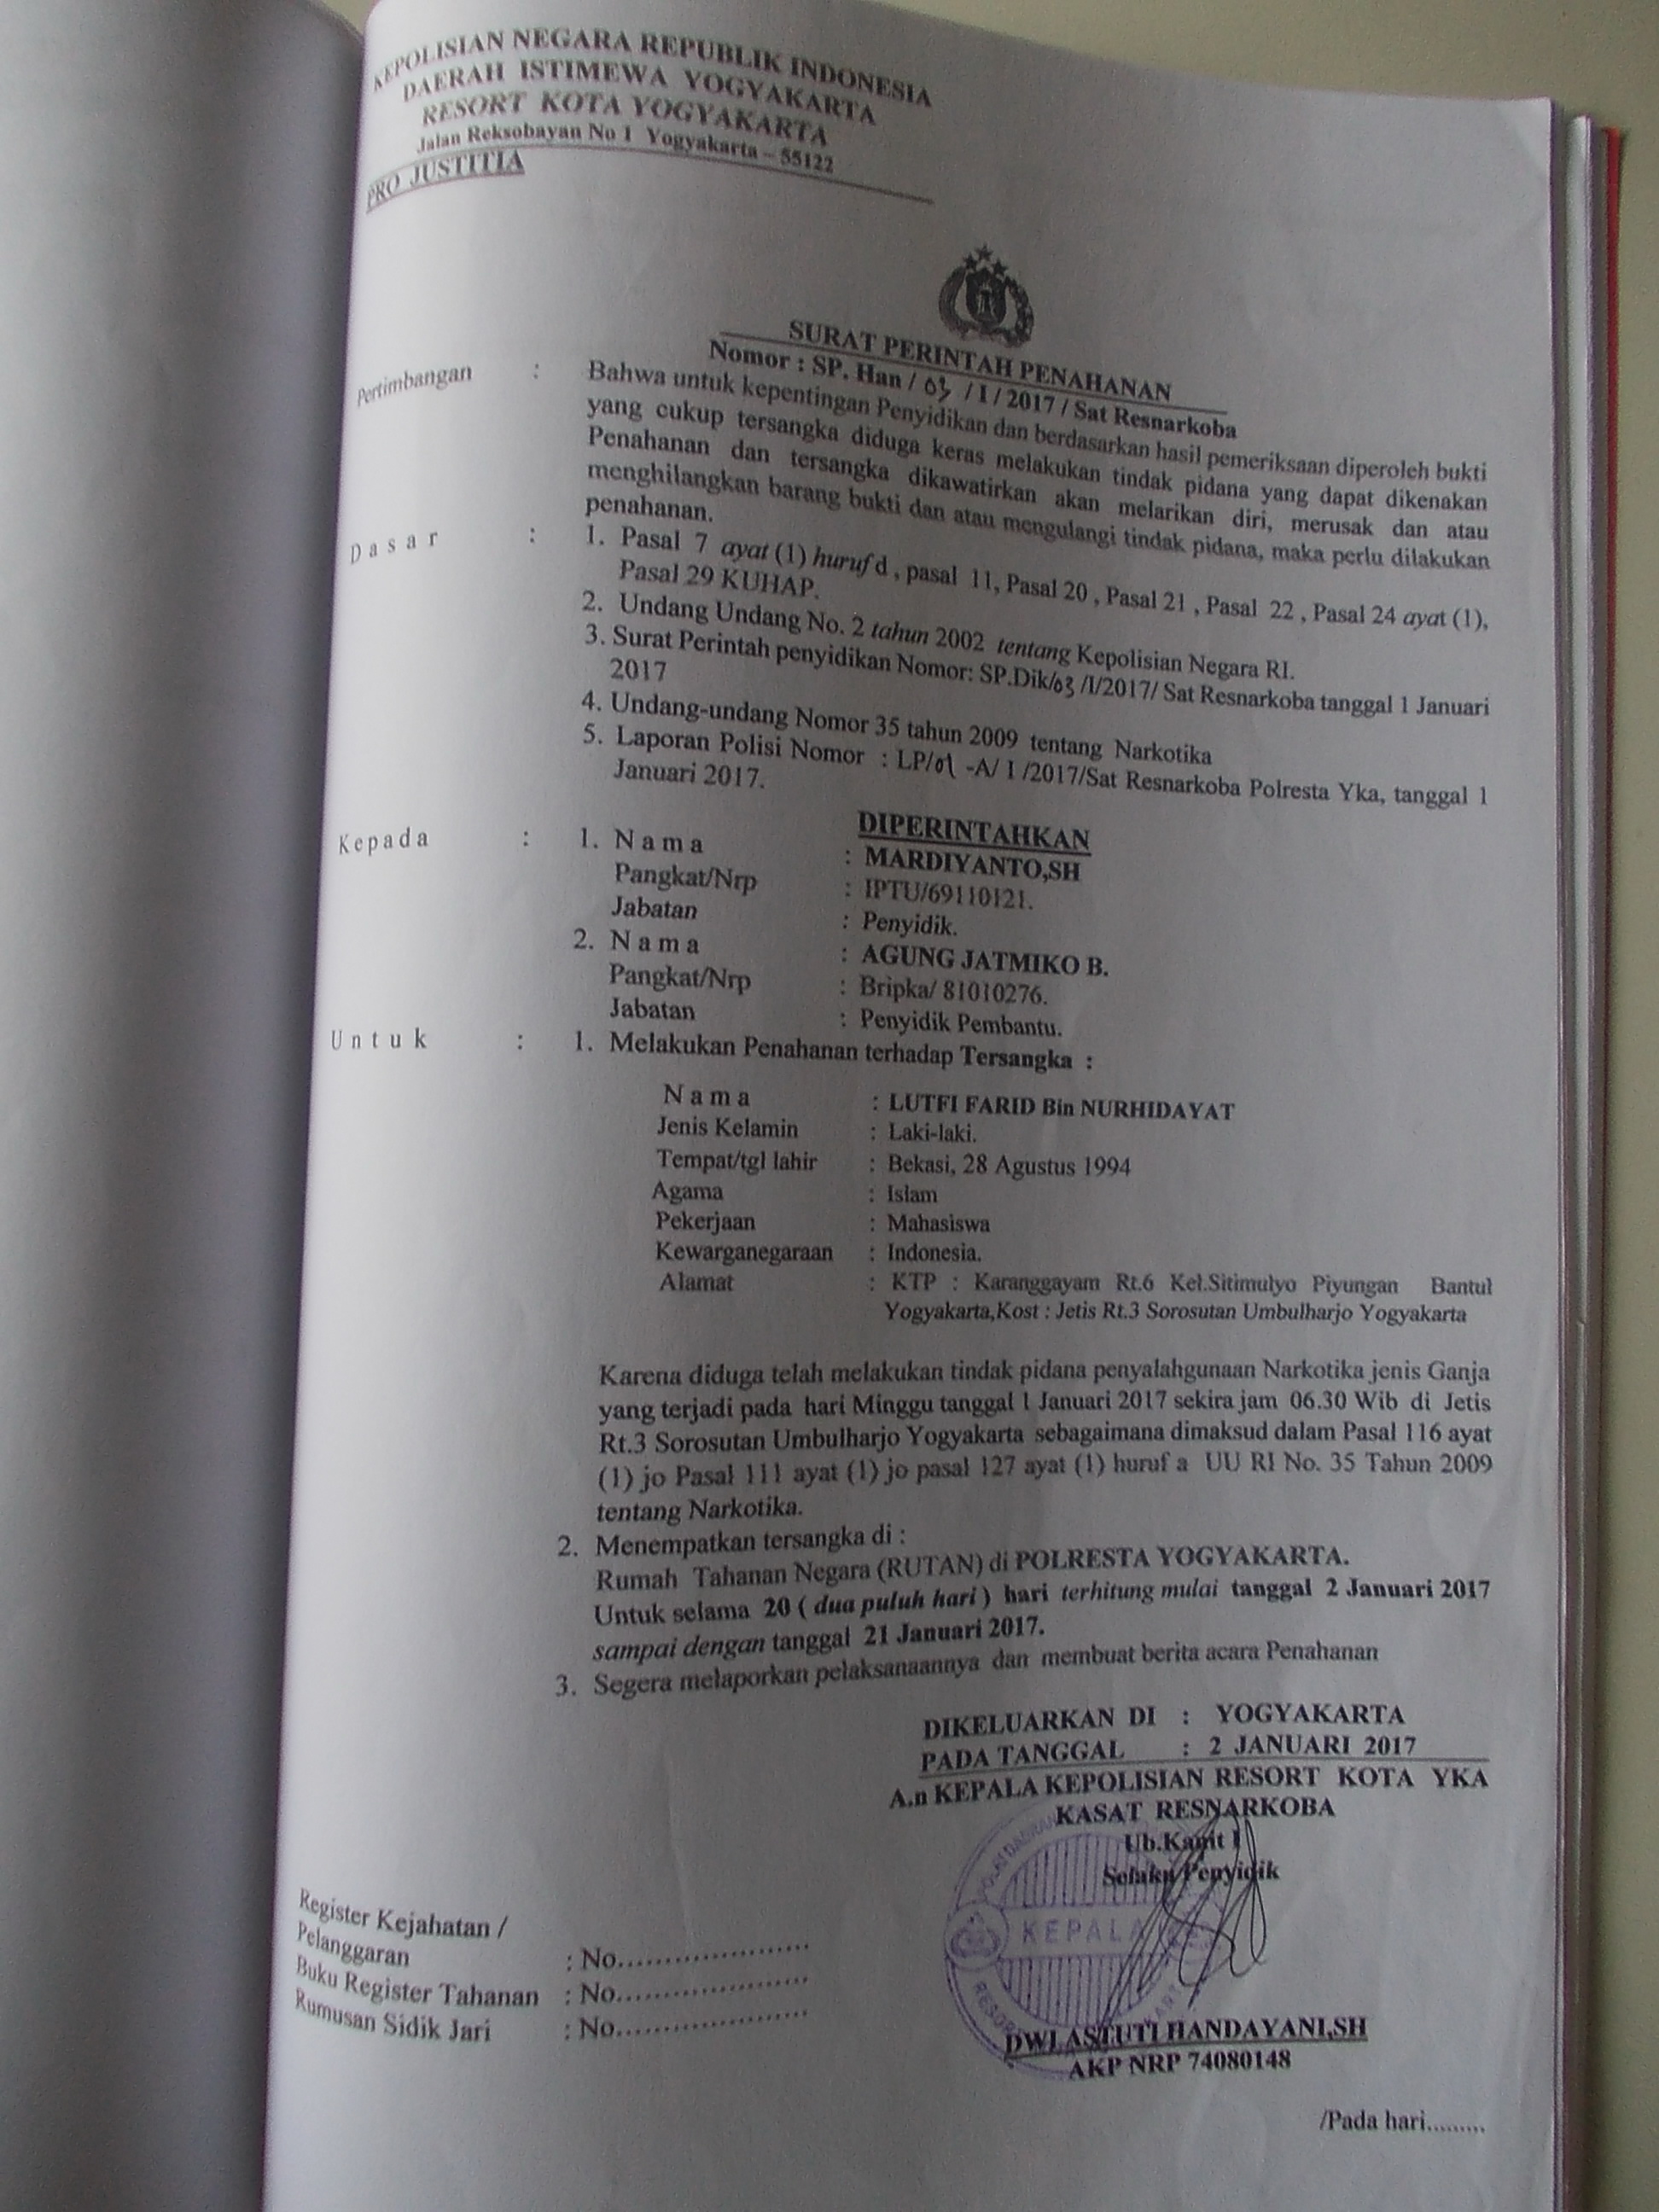 KEPOLISIAN NEGARA REPUBLIK INDONESIA
DAERAH ISTIMEWA YOGYAKARTA
RESORT KOTA YOGYAKARTA
Jalan Reksobayan No 1 Yogyakarta – 55122
PRO JUSTITIA
SURAT PERINTAH PENAHANAN
Nomor : SP. Han / 03 / I / 2017 / Sat Resnarkoba
Pertimbangan : Bahwa untuk kepentingan Penyidikan dan berdasarkan hasil pemeriksaan diperoleh bukti
yang cukup tersangka diduga keras melakukan tindak pidana yang dapat dikenakan
Penahanan dan tersangka dikawatirkan akan melarikan diri, merusak dan atau
menghilangkan barang bukti dan atau mengulangi tindak pidana, maka perlu dilakukan
penahanan.
Dasar : 1. Pasal 7 ayat (1) huruf d , pasal 11, Pasal 20 , Pasal 21 , Pasal 22 , Pasal 24 ayat (1),
Pasal 29 KUHAP.
2. Undang Undang No. 2 tahun 2002 tentang Kepolisian Negara RI.
3. Surat Perintah penyidikan Nomor: SP.Dik/03 /I/2017/ Sat Resnarkoba tanggal 1 Januari
2017
4. Undang-undang Nomor 35 tahun 2009 tentang Narkotika
5. Laporan Polisi Nomor : LP/01 -A/ I /2017/Sat Resnarkoba Polresta Yka, tanggal 1
Januari 2017.
DIPERINTAHKAN
Kepada : 1. N a m a : MARDIYANTO,SH
Pangkat/Nrp : IPTU/69110121.
Jabatan : Penyidik.
2. N a m a : AGUNG JATMIKO B.
Pangkat/Nrp : Bripka/ 81010276.
Jabatan : Penyidik Pembantu.
Untuk : 1. Melakukan Penahanan terhadap Tersangka :
N a m a : LUTFI FARID Bin NURHIDAYAT
Jenis Kelamin : Laki-laki.
Tempat/tgl lahir : Bekasi, 28 Agustus 1994
Agama : Islam
Pekerjaan : Mahasiswa
Kewarganegaraan : Indonesia.
Alamat : KTP : Karanggayam Rt.6 Kel.Sitimulyo Piyungan Bantul
Yogyakarta,Kost : Jetis Rt.3 Sorosutan Umbulharjo Yogyakarta
Karena diduga telah melakukan tindak pidana penyalahgunaan Narkotika jenis Ganja
yang terjadi pada hari Minggu tanggal 1 Januari 2017 sekira jam 06.30 Wib di Jetis
Rt.3 Sorosutan Umbulharjo Yogyakarta sebagaimana dimaksud dalam Pasal 116 ayat
(1) jo Pasal 111 ayat (1) jo pasal 127 ayat (1) huruf a UU RI No. 35 Tahun 2009
tentang Narkotika.
2. Menempatkan tersangka di :
Rumah Tahanan Negara (RUTAN) di POLRESTA YOGYAKARTA.
Untuk selama 20 ( dua puluh hari ) hari terhitung mulai tanggal 2 Januari 2017
sampai dengan tanggal 21 Januari 2017.
3. Segera melaporkan pelaksanaannya dan membuat berita acara Penahanan
DIKELUARKAN DI : YOGYAKARTA
PADA TANGGAL : 2 JANUARI 2017
A.n KEPALA KEPOLISIAN RESORT KOTA YKA
KASAT RESNARKOBA
Ub.Kanit I
Selaku Penyidik
KEPALA
DWI ASTUTI HANDAYANI,SH
AKP NRP 74080148
Register Kejahatan /
Pelanggaran : No.....................
Buku Register Tahanan : No.....................
Rumusan Sidik Jari : No.....................
/Pada hari.........